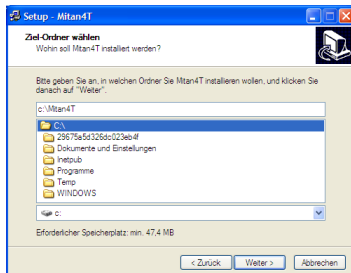 Setup - Mitan4T
Ziel-Ordner wählen
Wohin soll Mitan4T installiert werden?
Bitte geben Sie an, in welchen Ordner Sie Mitan4T installieren wollen, und klicken Sie
danach auf "Weiter".
c:\Mitan4T
C:\
29675a5d326dc023eb4f
Dokumente und Einstellungen
Inetpub
Programme
Temp
WINDOWS
c:
Erforderlicher Speicherplatz: min. 47,4 MB
< Zurück Weiter > Abbrechen